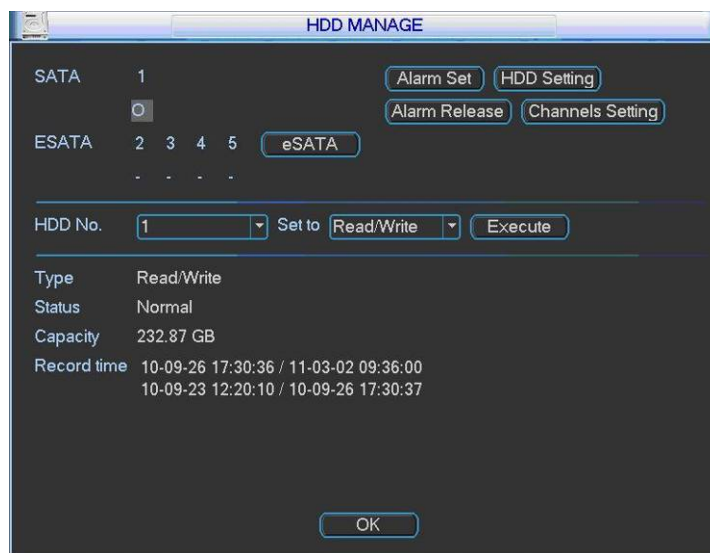 HDD MANAGE
SATA 1 Alarm Set HDD Setting
O Alarm Release Channels Setting
ESATA 2 3 4 5 eSATA
- - - -
HDD No. 1 Set to Read/Write Execute
Type Read/Write
Status Normal
Capacity 232.87 GB
Record time 10-09-26 17:30:36 / 11-03-02 09:36:00
10-09-23 12:20:10 / 10-09-26 17:30:37
OK